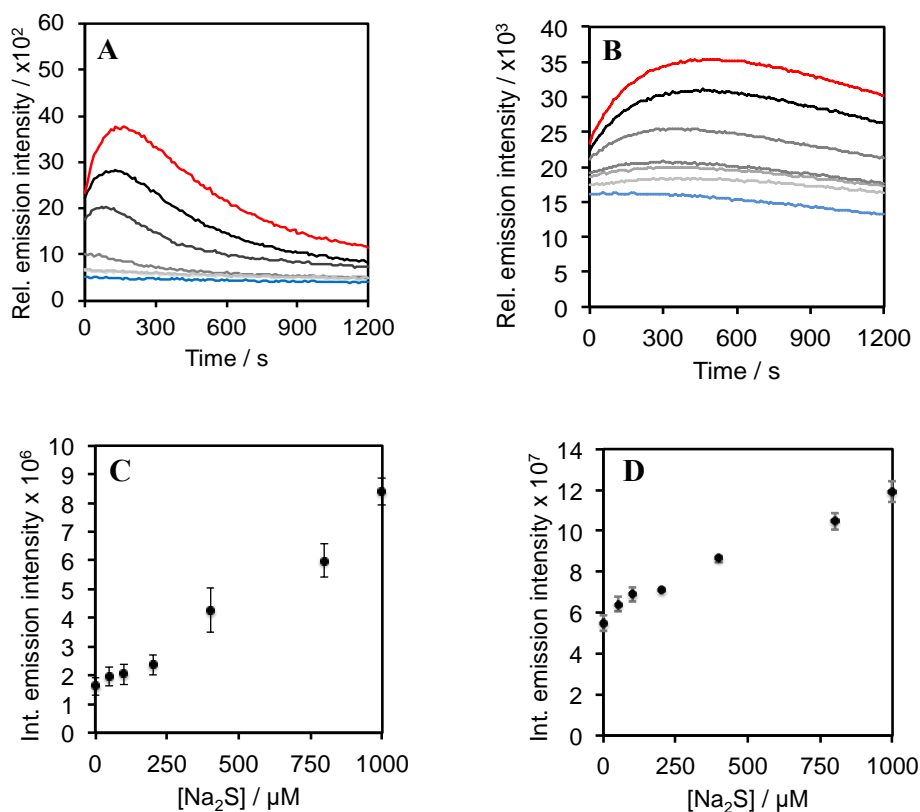 A
Rel. emission intensity / x10²
60
50
40
30
20
10
0
0 300 600 900 1200
Time / s
B
Rel. emission intensity / x10³
40
35
30
25
20
15
10
5
0
0 300 600 900 1200
Time / s
C
Int. emission intensity x 10⁶
10
9
8
7
6
5
4
3
2
1
0
0 250 500 750 1000
[Na₂S] / µM
D
Int. emission intensity x 10⁷
14
12
10
8
6
4
2
0
0 250 500 750 1000
[Na₂S] / µM